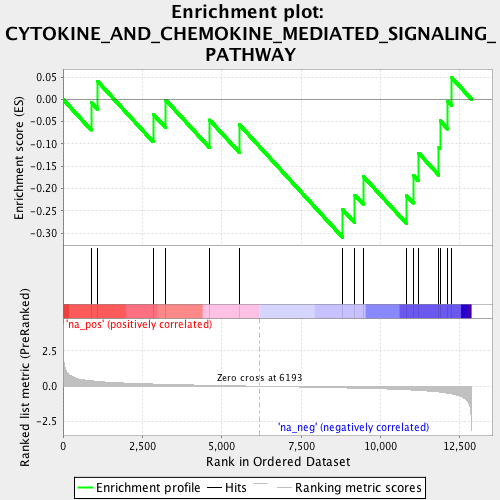 Enrichment plot:
CYTOKINE_AND_CHEMOKINE_MEDIATED_SIGNALING_
PATHWAY
Enrichment score (ES)
0.05
0.00
-0.05
-0.10
-0.15
-0.20
-0.25
-0.30
'na_pos' (positively correlated)
Ranked list metric (PreRanked)
2.5
0.0
-2.5
Zero cross at 6193
'na_neg' (negatively correlated)
0
2,500
5,000
7,500
10,000
12,500
Rank in Ordered Dataset
Enrichment profile
Hits
Ranking metric scores